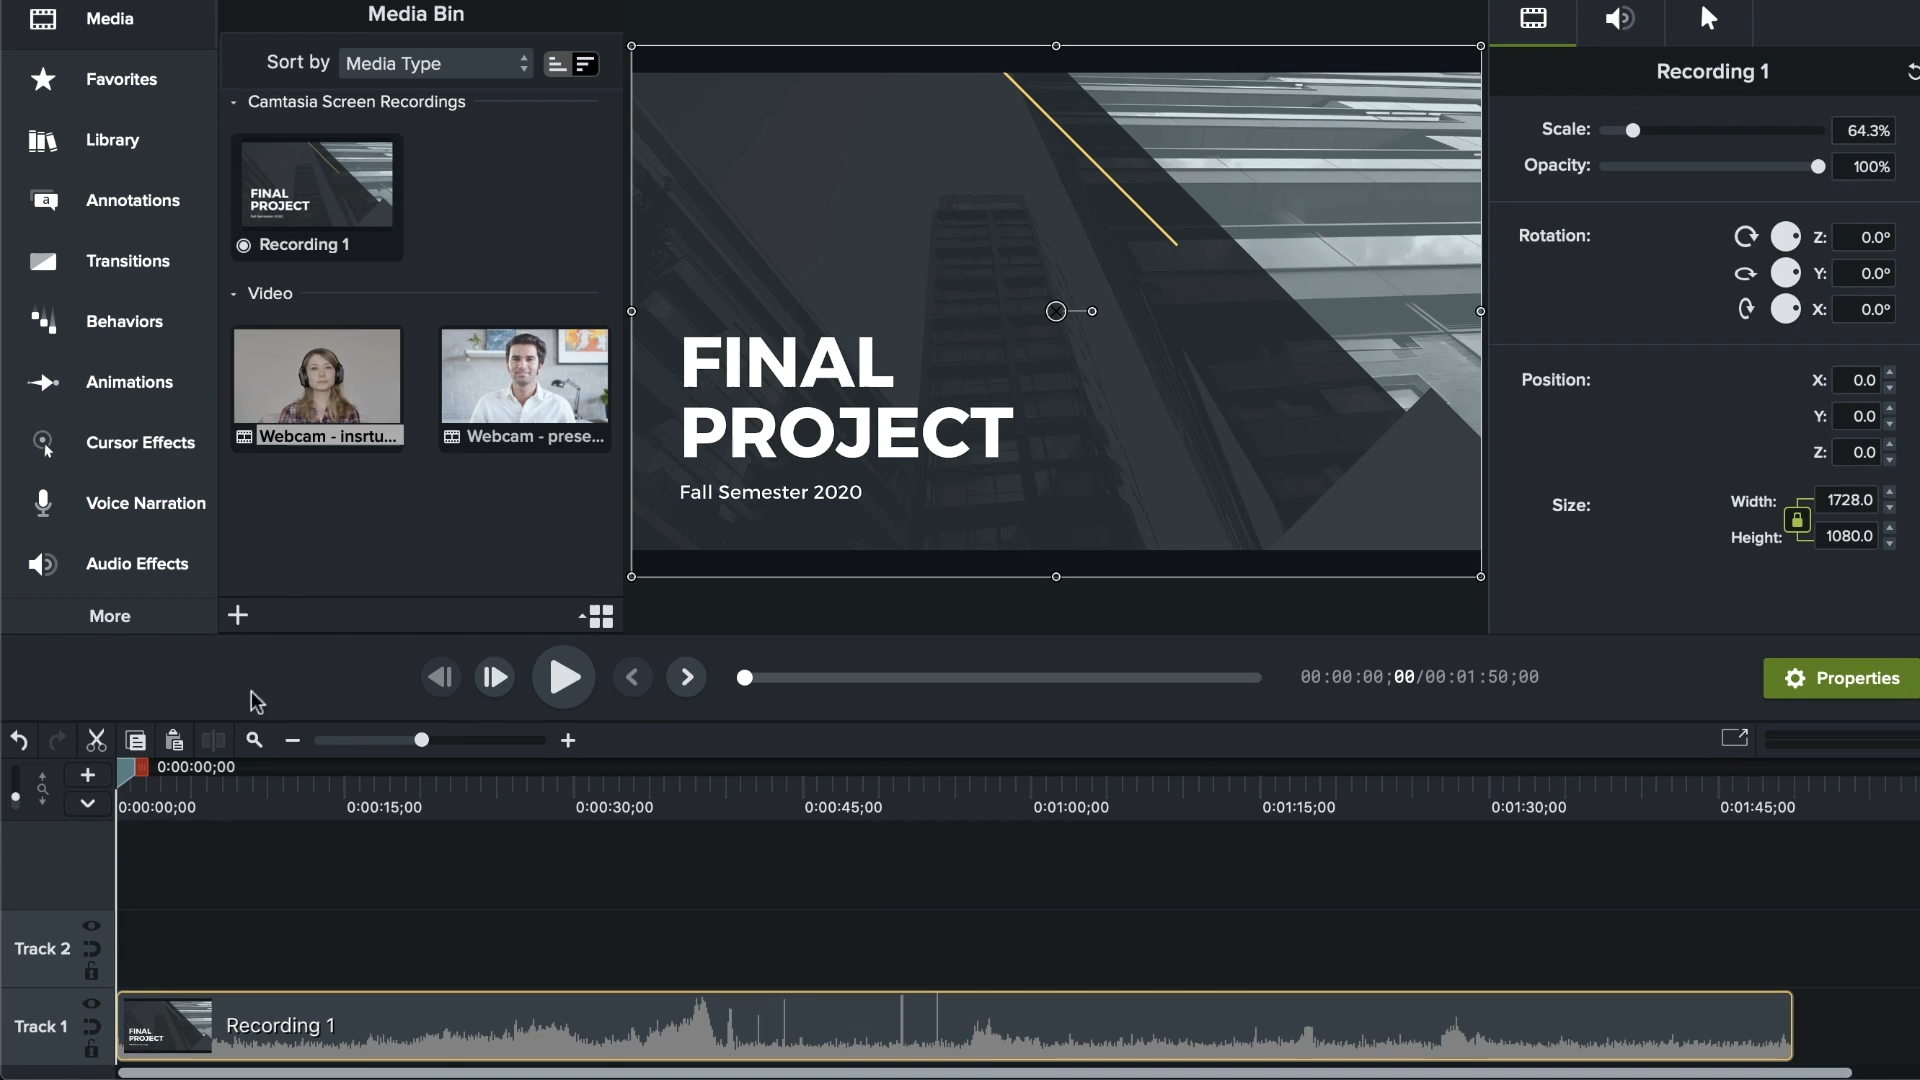 Media
Favorites
Library
Annotations
Transitions
Behaviors
Animations
Cursor Effects
Voice Narration
Audio Effects
More
Media Bin
Sort by
Media Type
Camtasia Screen Recordings
FINAL
PROJECT
Recording 1
Video
Webcam - insrtu...
Webcam - prese...
FINAL
PROJECT
Fall Semester 2020
Recording 1
Scale:
64.3%
Opacity:
100%
Rotation:
Z:
0.0°
Y:
0.0°
X:
0.0°
Position:
X:
0.0
Y:
0.0
Z:
0.0
Size:
Width:
1728.0
Height:
1080.0
00:00:00;00/00:01:50;00
Properties
0:00:00;00
0:00:00;00
0:00:15;00
0:00:30;00
0:00:45;00
0:01:00;00
0:01:15;00
0:01:30;00
0:01:45;00
Track 2
Track 1
FINAL
PROJECT
Recording 1